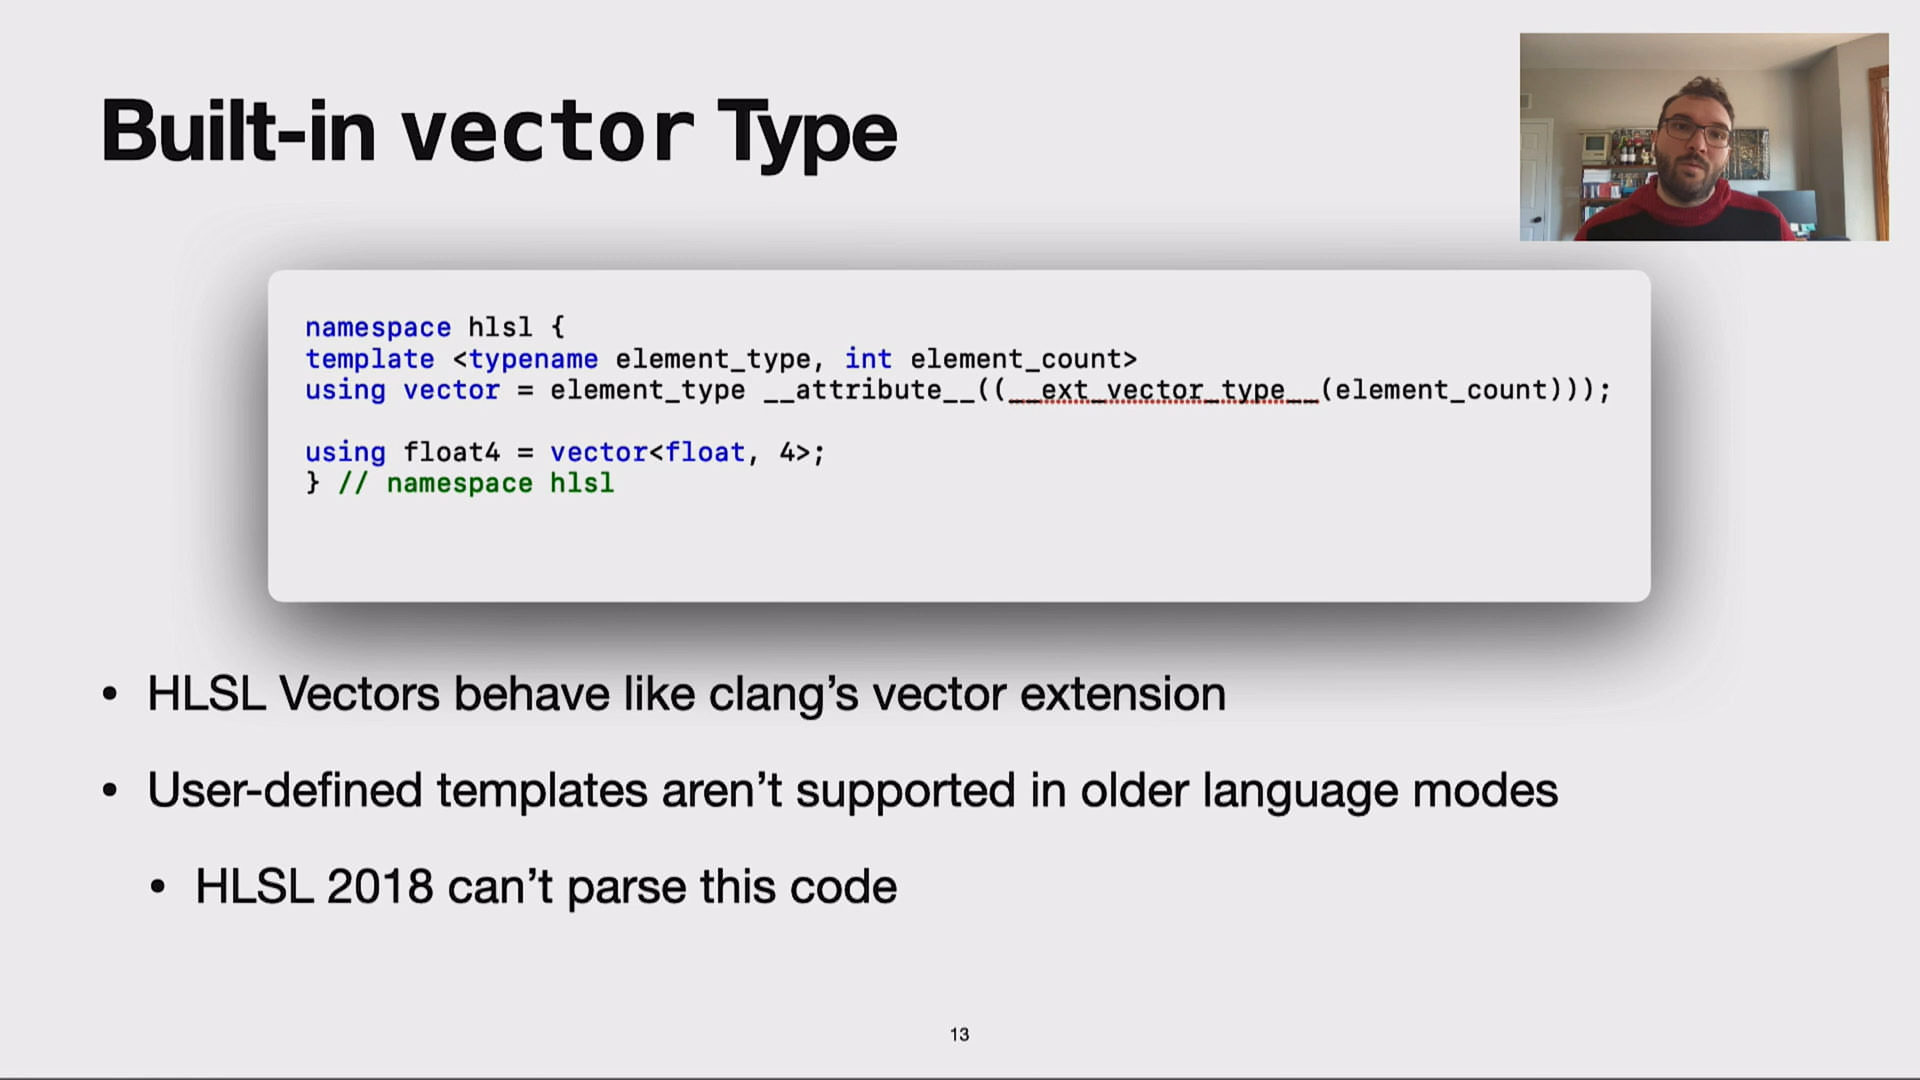 Built-in vector Type
namespace hlsl {
template <typename element_type, int element_count>
using vector = element_type __attribute__((__ext_vector_type__(element_count)));
using float4 = vector<float, 4>;
} // namespace hlsl
• HLSL Vectors behave like clang’s vector extension
• User-defined templates aren’t supported in older language modes
• HLSL 2018 can’t parse this code
13